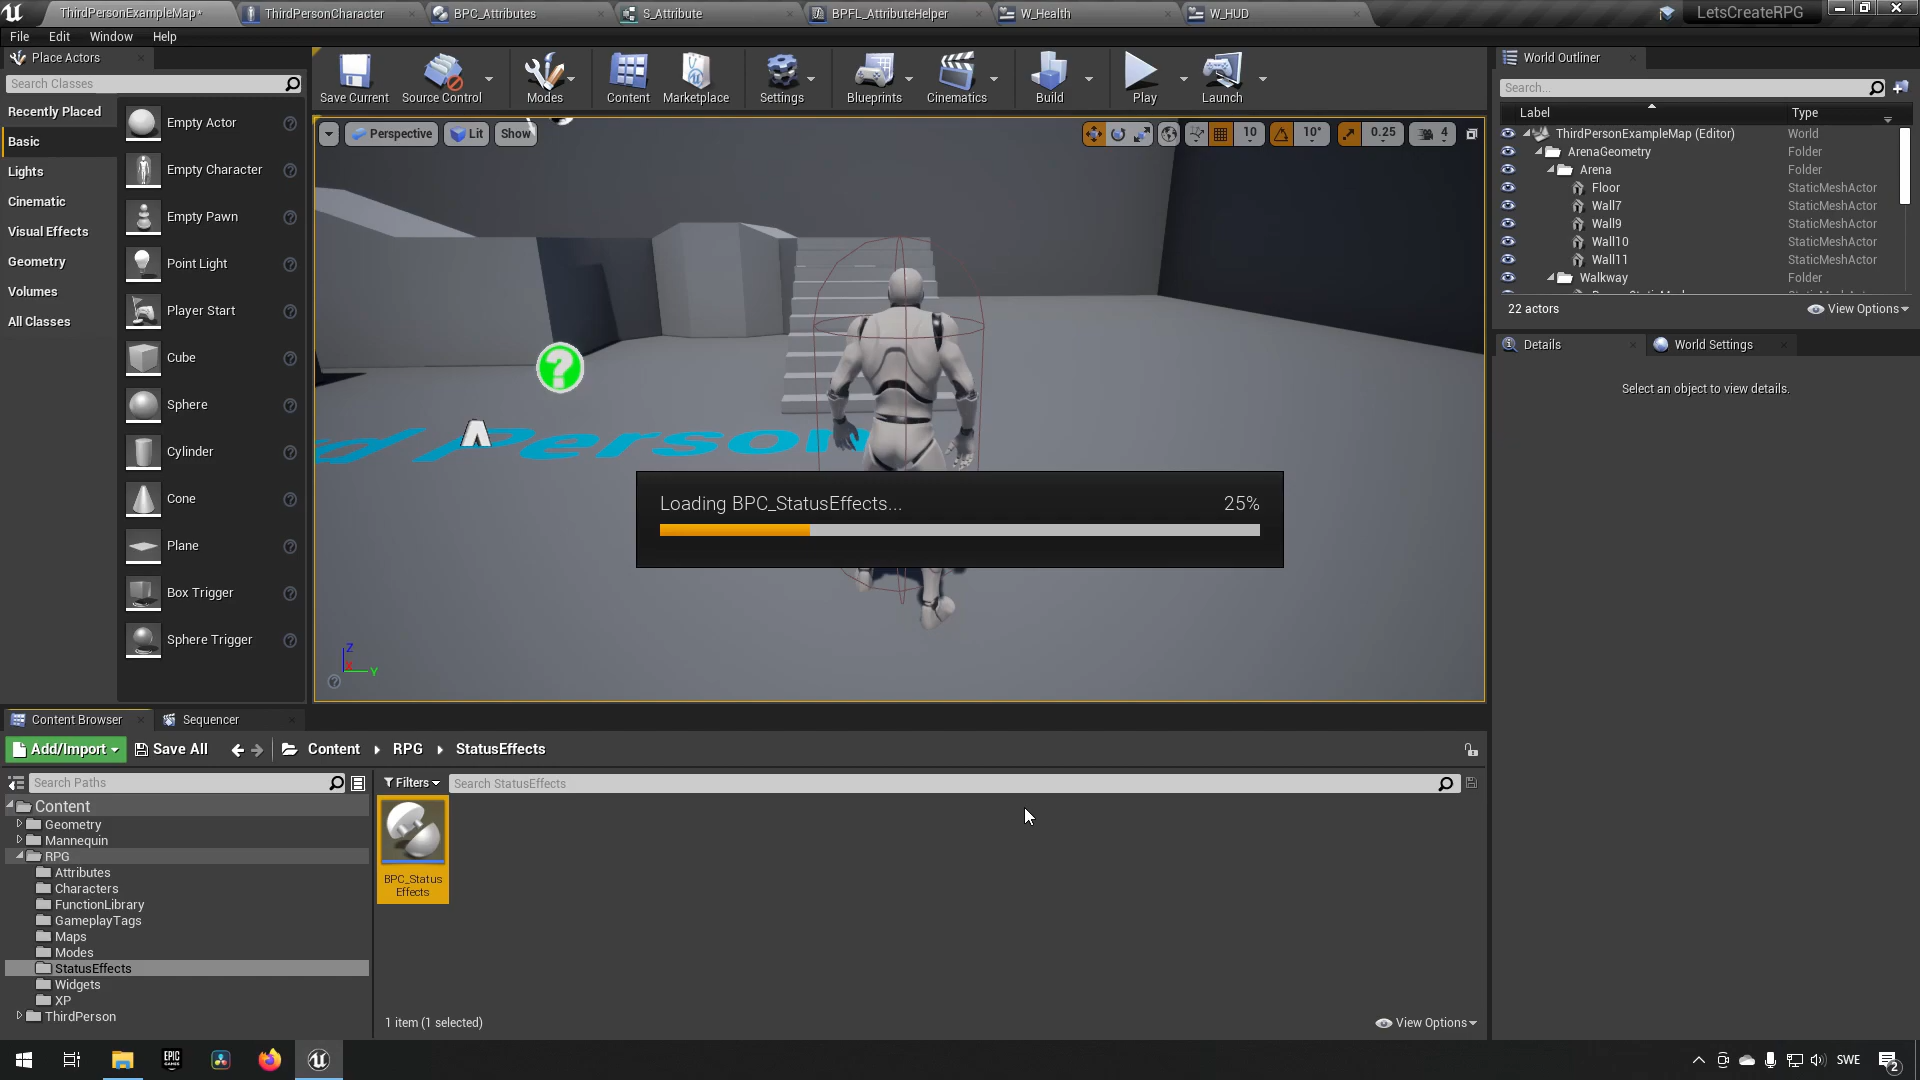 ThirdPersonExampleMap*
ThirdPersonCharacter
BPC_Attributes
S_Attribute
BPFL_AttributeHelper
W_Health
W_HUD
LetsCreateRPG
File
Edit
Window
Help
Place Actors
Search Classes
Recently Placed
Basic
Lights
Cinematic
Visual Effects
Geometry
Volumes
All Classes
Empty Actor
Empty Character
Empty Pawn
Point Light
Player Start
Cube
Sphere
Cylinder
Cone
Plane
Box Trigger
Sphere Trigger
Save Current
Source Control
Modes
Content
Marketplace
Settings
Blueprints
Cinematics
Build
Play
Launch
Perspective
Lit
Show
10
10°
0.25
4
d Person
Loading BPC_StatusEffects...
25%
Z
X
Y
World Outliner
Search...
Label
Type
ThirdPersonExampleMap (Editor)
World
ArenaGeometry
Folder
Arena
Folder
Floor
StaticMeshActor
Wall7
StaticMeshActor
Wall9
StaticMeshActor
Wall10
StaticMeshActor
Wall11
StaticMeshActor
Walkway
Folder
22 actors
View Options
Details
World Settings
Select an object to view details.
Content Browser
Sequencer
Add/Import
Save All
Content
RPG
StatusEffects
Search Paths
Filters
Search StatusEffects
Content
Geometry
Mannequin
RPG
Attributes
Characters
FunctionLibrary
GameplayTags
Maps
Modes
StatusEffects
Widgets
XP
ThirdPerson
BPC_Status
Effects
1 item (1 selected)
View Options
EPIC
GAMES
SWE
2